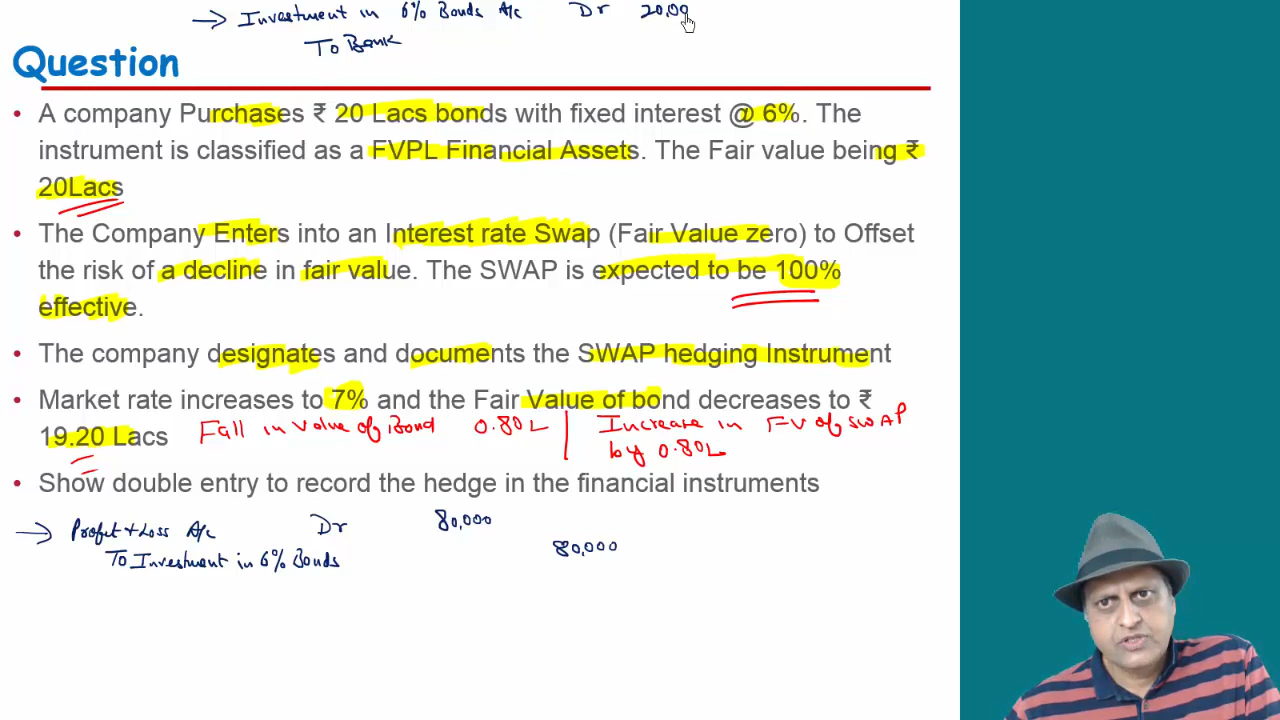 → Investment in 6% Bonds A/c Dr 20,00
To Bank
Question
• A company Purchases ₹ 20 Lacs bonds with fixed interest @ 6%. The
instrument is classified as a FVPL Financial Assets. The Fair value being ₹
20Lacs
• The Company Enters into an Interest rate Swap (Fair Value zero) to Offset
the risk of a decline in fair value. The SWAP is expected to be 100%
effective.
• The company designates and documents the SWAP hedging Instrument
• Market rate increases to 7% and the Fair Value of bond decreases to ₹
19.20 Lacs
Fall in Value of Bond 0.80L | Increase in FV of SWAP
by 0.80L
• Show double entry to record the hedge in the financial instruments
→ Profit + Loss A/c Dr 80,000
To Investment in 6% Bonds 80,000